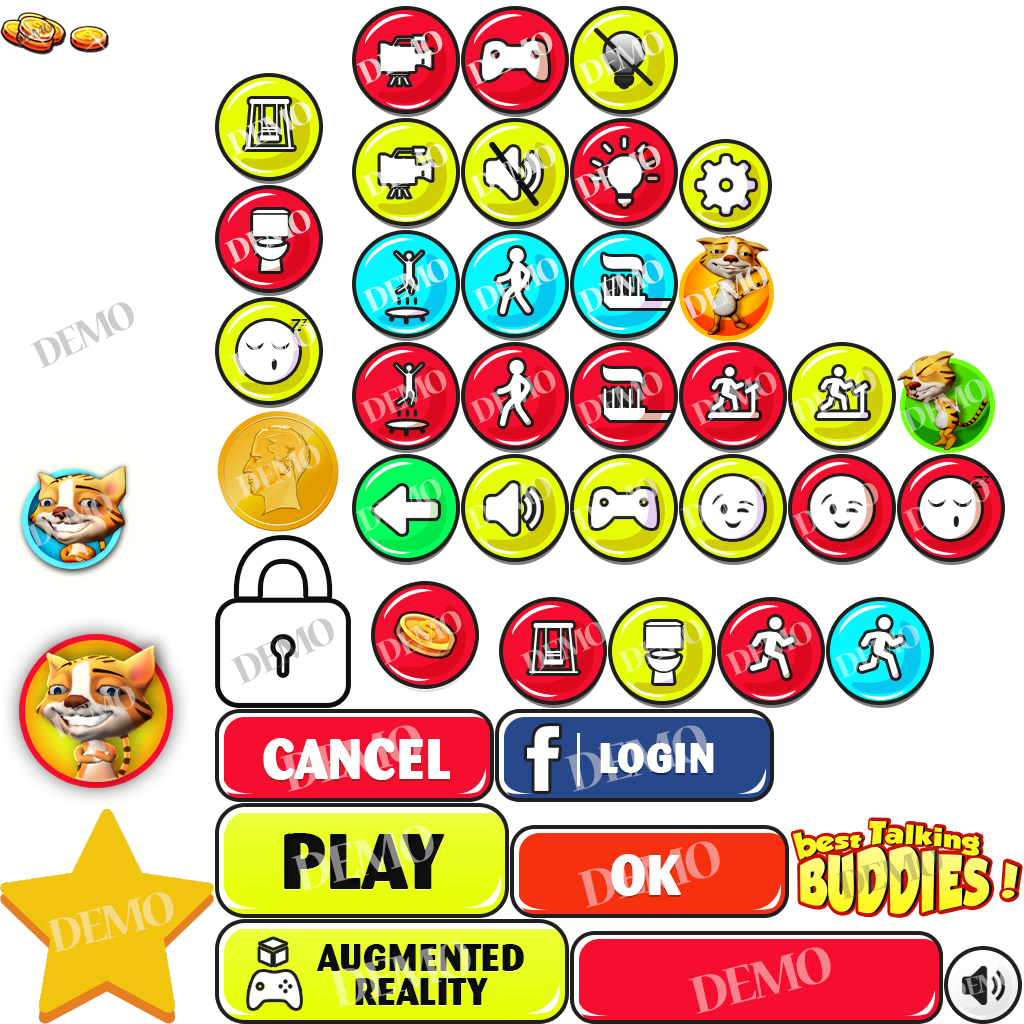 CANCEL
f LOGIN
PLAY
OK
best Talking
BUDDIES!
AUGMENTED
REALITY
DEMO